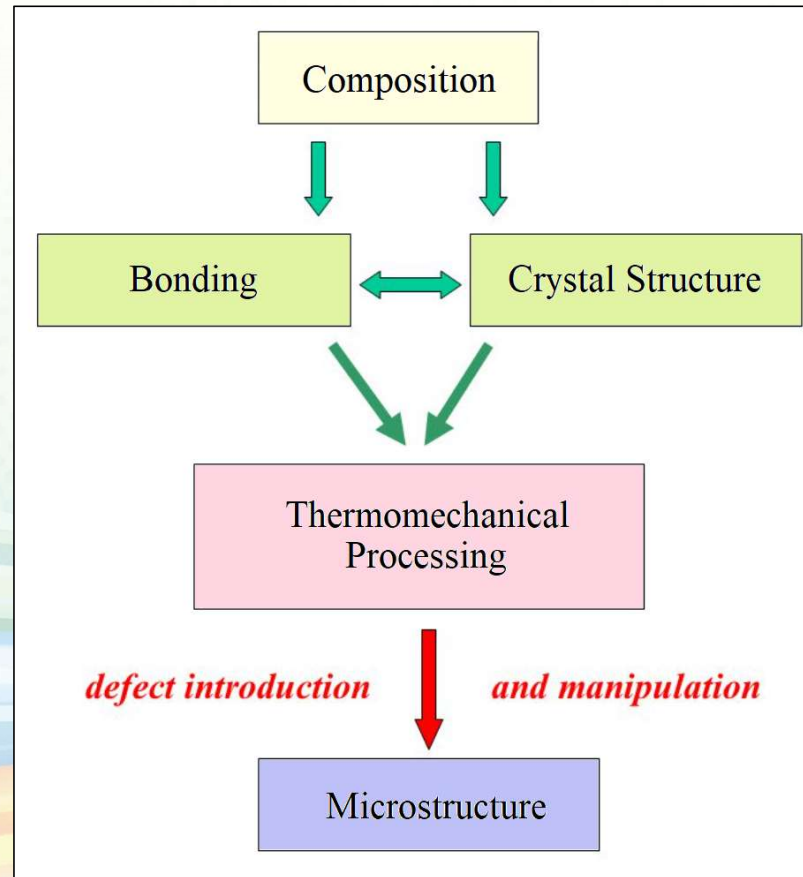 Composition
Bonding
Crystal Structure
Thermomechanical
Processing
defect introduction and manipulation
Microstructure